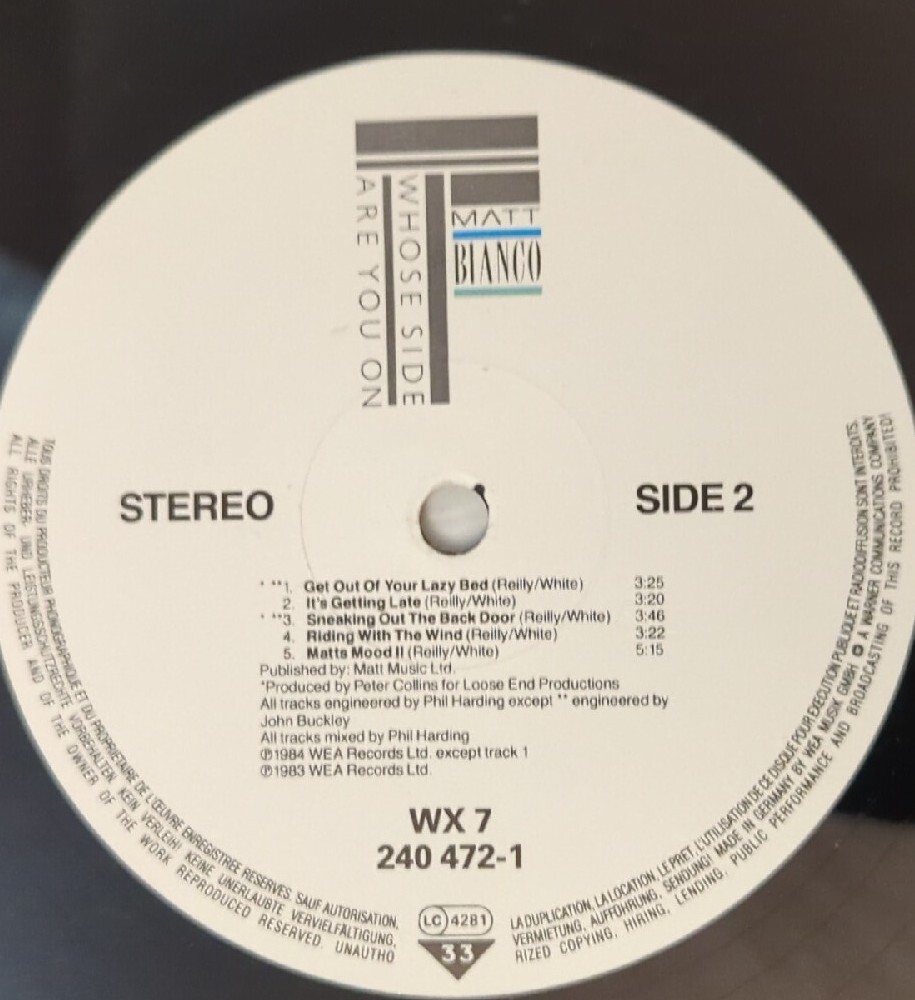 MATT
BIANCO
WHOSE SIDE
ARE YOU ON
STEREO
SIDE 2
* **1. Get Out Of Your Lazy Bed (Reilly/White) 3:25
2. It's Getting Late (Reilly/White) 3:20
* **3. Sneaking Out The Back Door (Reilly/White) 3:46
4. Riding With The Wind (Reilly/White) 3:22
5. Matts Mood II (Reilly/White) 5:15
Published by: Matt Music Ltd.
*Produced by Peter Collins for Loose End Productions
All tracks engineered by Phil Harding except ** engineered by
John Buckley
All tracks mixed by Phil Harding
℗1984 WEA Records Ltd. except track 1
℗1983 WEA Records Ltd.
WX 7
240 472-1
LC 4281
33
TOUS DROITS DU PRODUCTEUR PHONOGRAPHIQUE ET DU PROPRIETAIRE DE L'ŒUVRE ENREGISTREE RESERVES. SAUF AUTORISATION,
LA DUPLICATION, LA LOCATION, LE PRET, L'UTILISATION DE CE DISQUE POUR EXECUTION PUBLIQUE ET RADIODIFFUSION SONT INTERDITS.
ALLE URHEBER- UND LEISTUNGSSCHUTZRECHTE VORBEHALTEN. KEIN VERLEIH! KEINE UNERLAUBTE VERVIELFÄLTIGUNG,
VERMIETUNG, AUFFÜHRUNG, SENDUNG! MADE IN GERMANY BY WEA MUSIK GMBH A WARNER COMMUNICATIONS COMPANY
ALL RIGHTS OF THE PRODUCER AND OF THE OWNER OF THE WORK REPRODUCED RESERVED. UNAUTHO
RIZED COPYING, HIRING, LENDING, PUBLIC PERFORMANCE AND BROADCASTING OF THIS RECORD PROHIBITED!